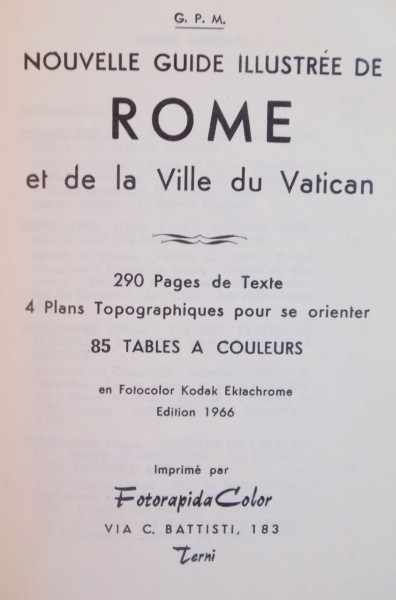 G. P. M.
NOUVELLE GUIDE ILLUSTRÉE DE
ROME
et de la Ville du Vatican
290 Pages de Texte
4 Plans Topographiques pour se orienter
85 TABLES A COULEURS
en Fotocolor Kodak Ektachrome
Edition 1966
Imprimé par
Fotorapida Color
VIA C. BATTISTI, 183
Terni